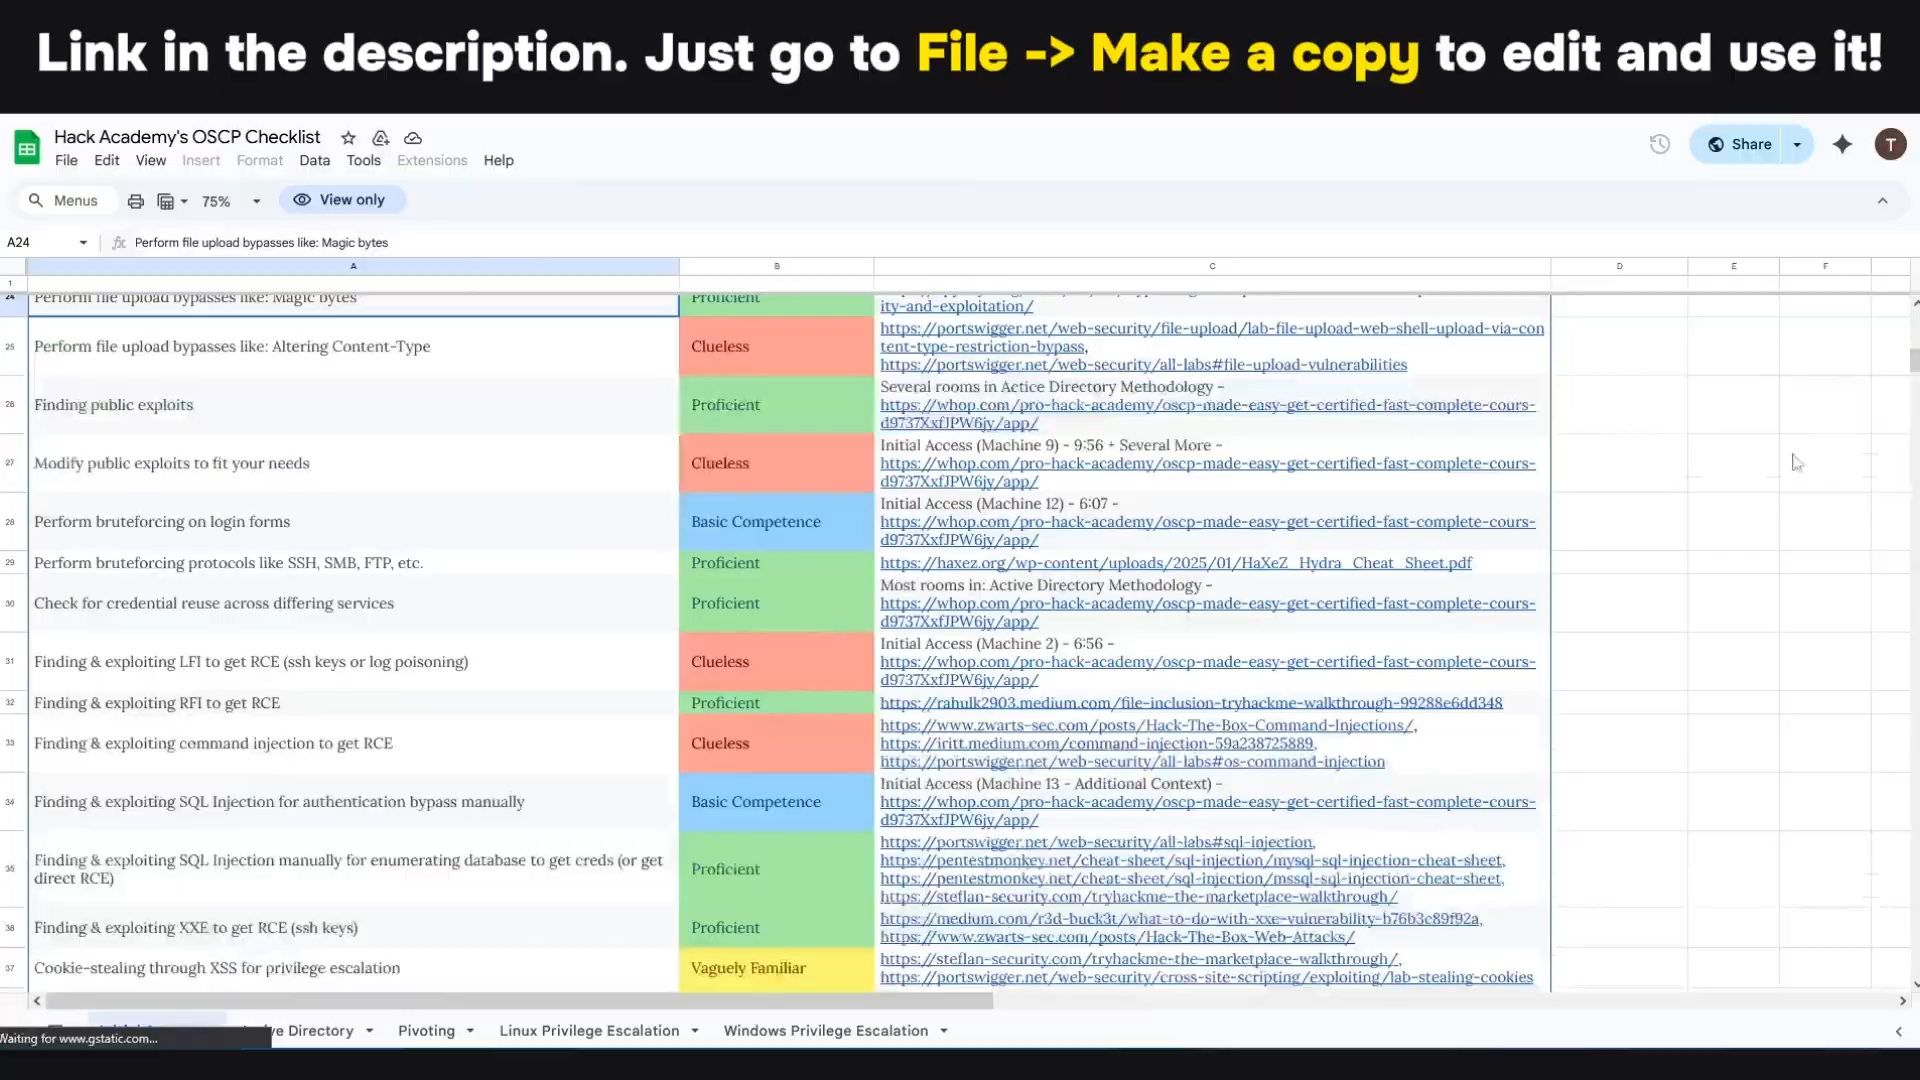 Link in the description. Just go to File -> Make a copy to edit and use it!
Hack Academy's OSCP Checklist
Share
T
File Edit View Insert Format Data Tools Extensions Help
Menus 75% View only
A24 fx Perform file upload bypasses like: Magic bytes
A B C D E F
1
24 Perform file upload bypasses like: Magic bytes Proficient
ity-and-exploitation/
25 Perform file upload bypasses like: Altering Content-Type Clueless
https://portswigger.net/web-security/file-upload/lab-file-upload-web-shell-upload-via-con
tent-type-restriction-bypass,
https://portswigger.net/web-security/all-labs#file-upload-vulnerabilities
26 Finding public exploits Proficient
Several rooms in Actice Directory Methodology -
https://whop.com/pro-hack-academy/oscp-made-easy-get-certified-fast-complete-cours-
d9737XxfJPW6jy/app/
27 Modify public exploits to fit your needs Clueless
Initial Access (Machine 9) - 9:56 + Several More -
https://whop.com/pro-hack-academy/oscp-made-easy-get-certified-fast-complete-cours-
d9737XxfJPW6jy/app/
28 Perform bruteforcing on login forms Basic Competence
Initial Access (Machine 12) - 6:07 -
https://whop.com/pro-hack-academy/oscp-made-easy-get-certified-fast-complete-cours-
d9737XxfJPW6jy/app/
29 Perform bruteforcing protocols like SSH, SMB, FTP, etc. Proficient
https://haxez.org/wp-content/uploads/2025/01/HaXeZ_Hydra_Cheat_Sheet.pdf
30 Check for credential reuse across differing services Proficient
Most rooms in: Active Directory Methodology -
https://whop.com/pro-hack-academy/oscp-made-easy-get-certified-fast-complete-cours-
d9737XxfJPW6jy/app/
31 Finding & exploiting LFI to get RCE (ssh keys or log poisoning) Clueless
Initial Access (Machine 2) - 6:56 -
https://whop.com/pro-hack-academy/oscp-made-easy-get-certified-fast-complete-cours-
d9737XxfJPW6jy/app/
32 Finding & exploiting RFI to get RCE Proficient
https://rahulk2903.medium.com/file-inclusion-tryhackme-walkthrough-99288e6dd348
33 Finding & exploiting command injection to get RCE Clueless
https://www.zwarts-sec.com/posts/Hack-The-Box-Command-Injections/,
https://iritt.medium.com/command-injection-59a238725889,
https://portswigger.net/web-security/all-labs#os-command-injection
34 Finding & exploiting SQL Injection for authentication bypass manually Basic Competence
Initial Access (Machine 13 - Additional Context) -
https://whop.com/pro-hack-academy/oscp-made-easy-get-certified-fast-complete-cours-
d9737XxfJPW6jy/app/
35 Finding & exploiting SQL Injection manually for enumerating database to get creds (or get
direct RCE) Proficient
https://portswigger.net/web-security/all-labs#sql-injection,
https://pentestmonkey.net/cheat-sheet/sql-injection/mysql-sql-injection-cheat-sheet,
https://pentestmonkey.net/cheat-sheet/sql-injection/mssql-sql-injection-cheat-sheet,
https://steflan-security.com/tryhackme-the-marketplace-walkthrough/
36 Finding & exploiting XXE to get RCE (ssh keys) Proficient
https://medium.com/r3d-buck3t/what-to-do-with-xxe-vulnerability-b76b3c89f92a,
https://www.zwarts-sec.com/posts/Hack-The-Box-Web-Attacks/
37 Cookie-stealing through XSS for privilege escalation Vaguely Familiar
https://steflan-security.com/tryhackme-the-marketplace-walkthrough/,
https://portswigger.net/web-security/cross-site-scripting/exploiting/lab-stealing-cookies
ve Directory Pivoting Linux Privilege Escalation Windows Privilege Escalation
Waiting for www.gstatic.com...